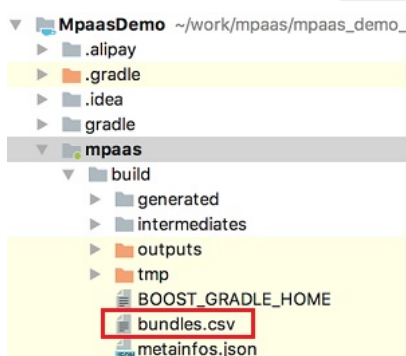 MpaasDemo ~/work/mpaas/mpaas_demo_
.alipay
.gradle
.idea
gradle
mpaas
build
generated
intermediates
outputs
tmp
BOOST_GRADLE_HOME
bundles.csv
metainfos.json